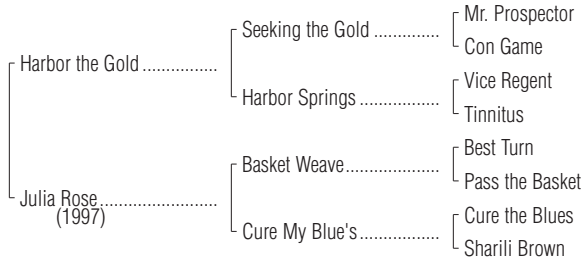 Mr. Prospector
Seeking the Gold ...............
Con Game
Harbor the Gold ...............
Vice Regent
Harbor Springs ...............
Tinnitus
Best Turn
Basket Weave..................
Pass the Basket
Julia Rose.......................
(1997)
Cure the Blues
Cure My Blue's ...............
Sharili Brown